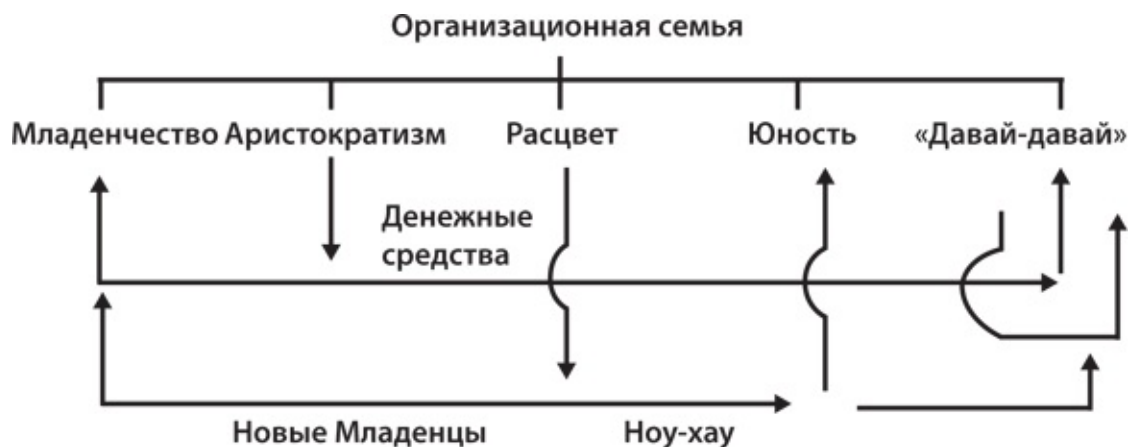 Организационная семья
Младенчество Аристократизм Расцвет Юность «Давай-давай»
Денежные
средства
Новые Младенцы Ноу-хау